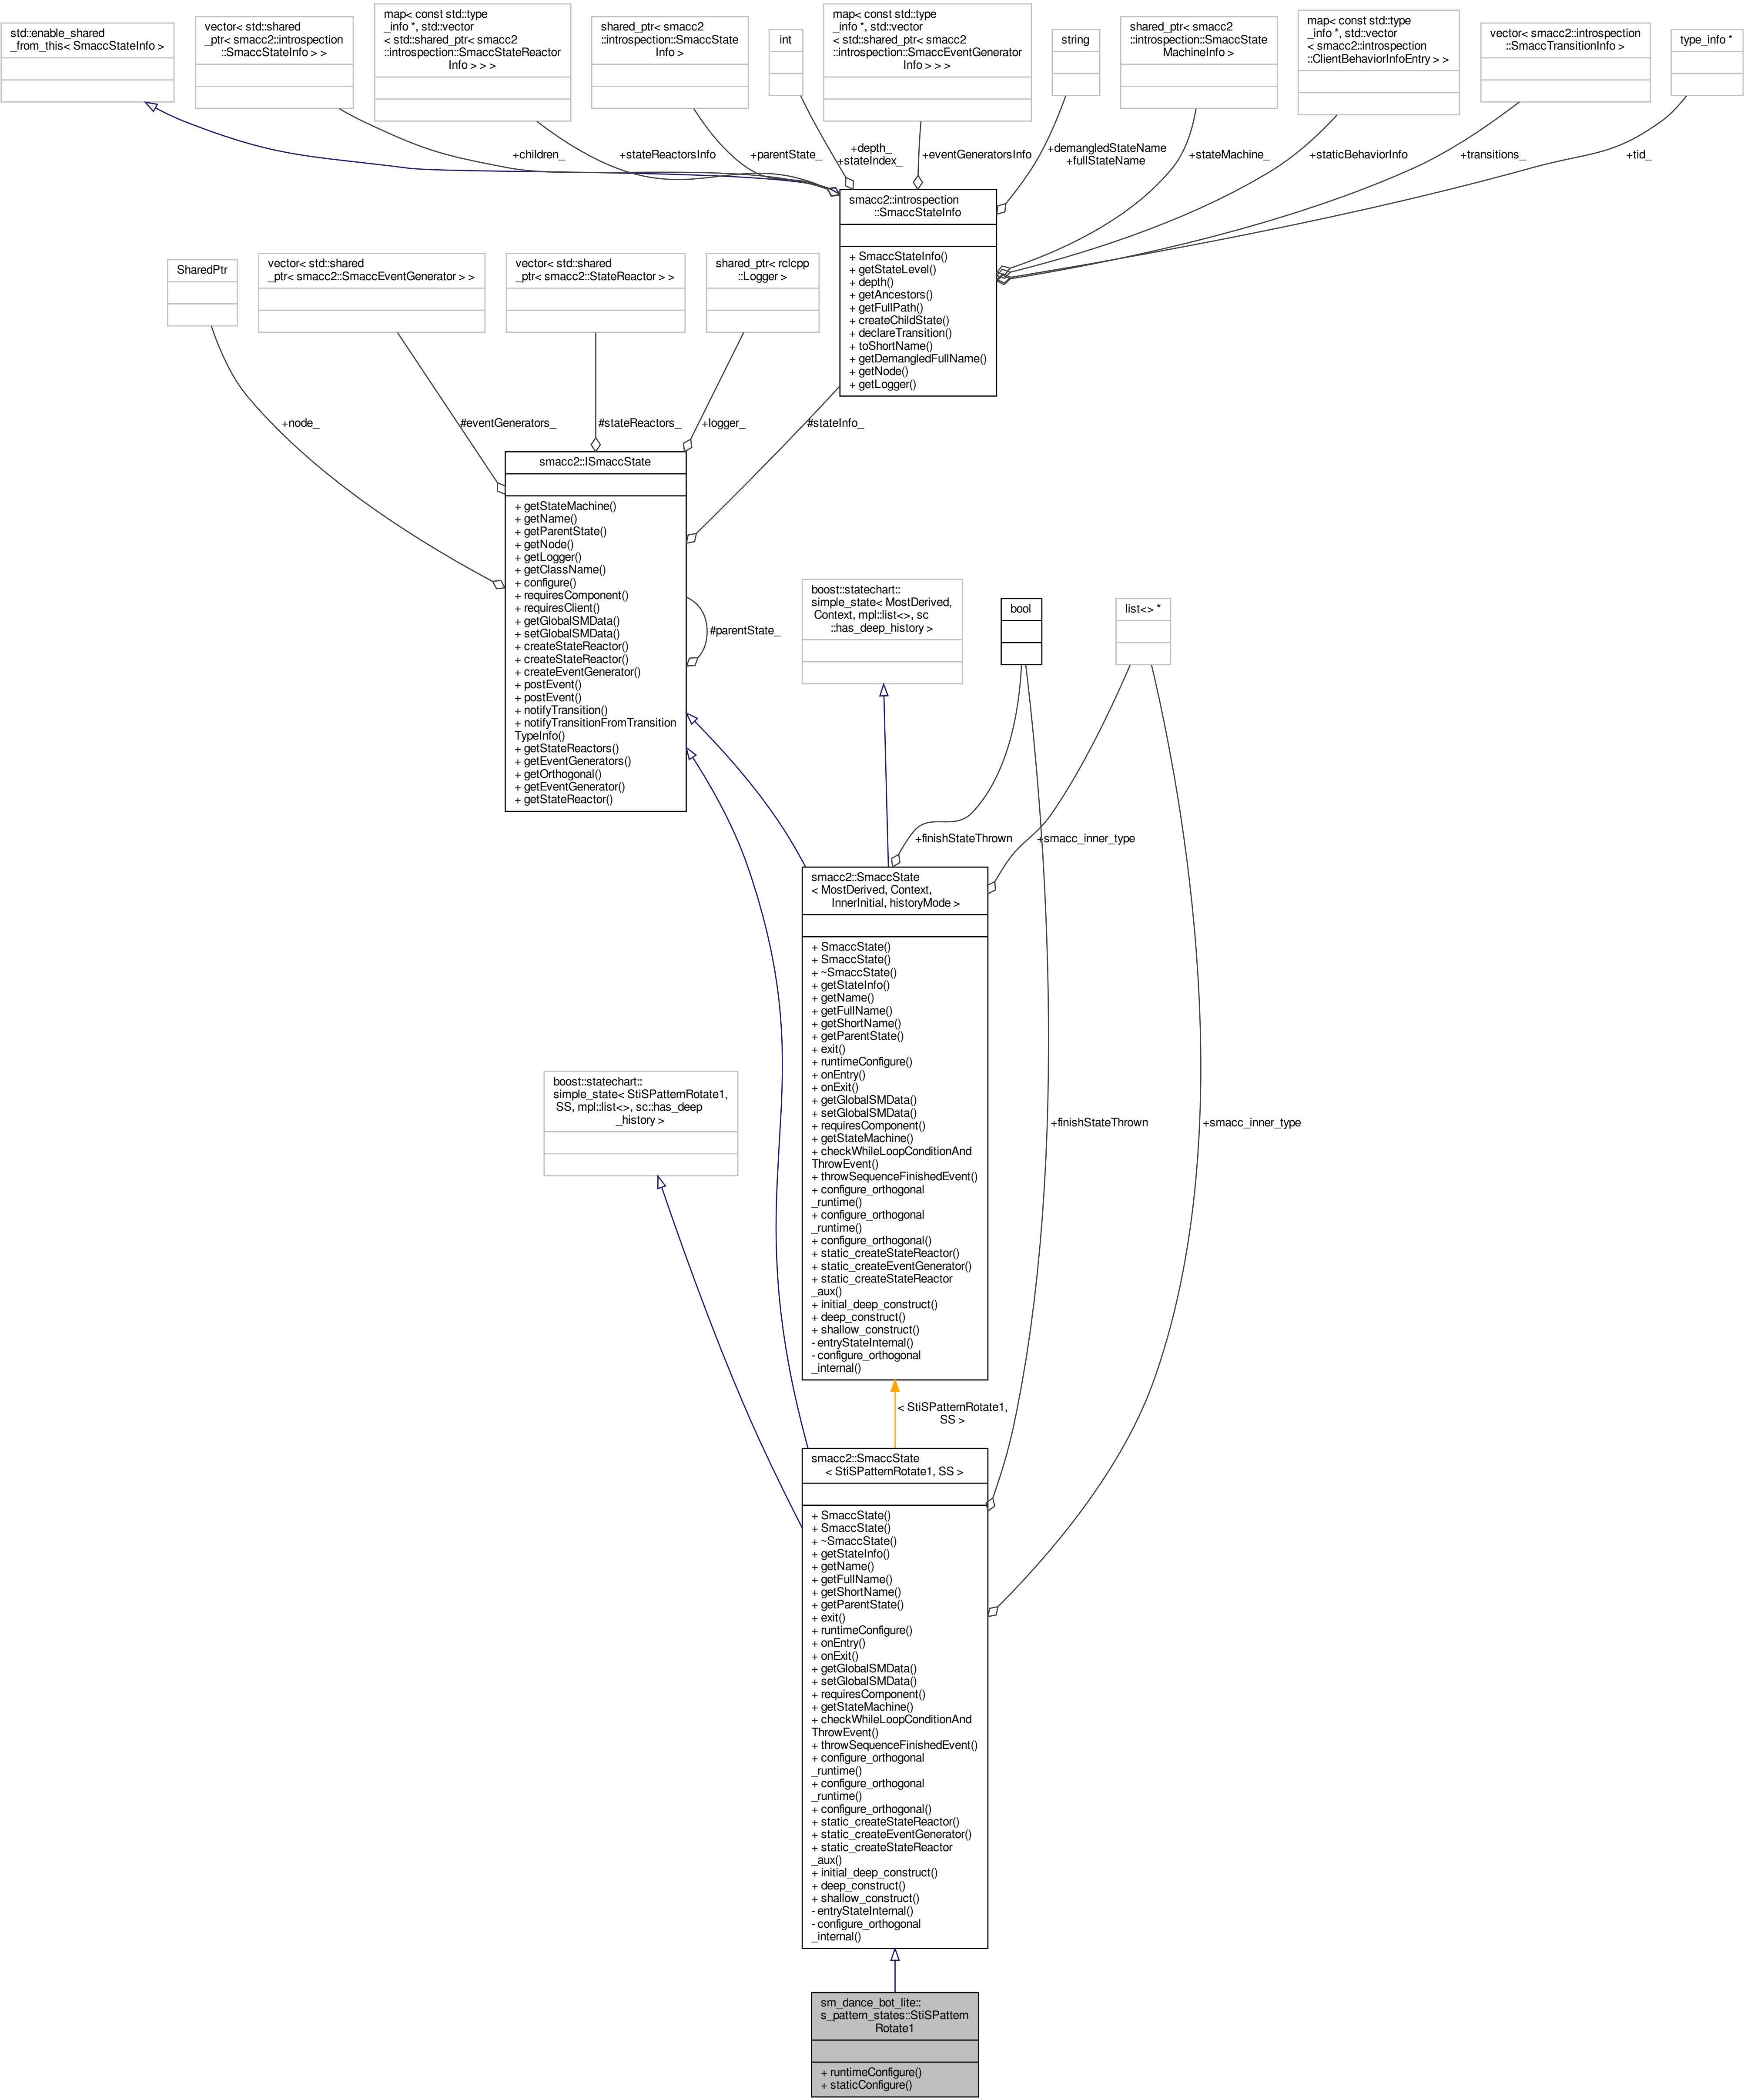 std::enable_shared
_from_this< SmaccStateInfo >
vector< std::shared
_ptr< smacc2::introspection
::SmaccStateInfo > >
map< const std::type
_info *, std::vector
< std::shared_ptr< smacc2
::introspection::SmaccStateReactor
Info > > >
shared_ptr< smacc2
::introspection::SmaccState
Info >
int
map< const std::type
_info *, std::vector
< std::shared_ptr< smacc2
::introspection::SmaccEventGenerator
Info > > >
string
shared_ptr< smacc2
::introspection::SmaccState
MachineInfo >
map< const std::type
_info *, std::vector
< smacc2::introspection
::ClientBehaviorInfoEntry > >
vector< smacc2::introspection
::SmaccTransitionInfo >
type_info *
+children_
+stateReactorsInfo
+parentState_
+depth_
+stateIndex_
+eventGeneratorsInfo
+demangledStateName
+fullStateName
+stateMachine_
+staticBehaviorInfo
+transitions_
+tid_
smacc2::introspection
::SmaccStateInfo
+ SmaccStateInfo()
+ getStateLevel()
+ depth()
+ getAncestors()
+ getFullPath()
+ createChildState()
+ declareTransition()
+ toShortName()
+ getDemangledFullName()
+ getNode()
+ getLogger()
SharedPtr
vector< std::shared
_ptr< smacc2::SmaccEventGenerator > >
vector< std::shared
_ptr< smacc2::StateReactor > >
shared_ptr< rclcpp
::Logger >
+node_
#eventGenerators_
#stateReactors_
+logger_
#stateInfo_
smacc2::ISmaccState
+ getStateMachine()
+ getName()
+ getParentState()
+ getNode()
+ getLogger()
+ getClassName()
+ configure()
+ requiresComponent()
+ requiresClient()
+ getGlobalSMData()
+ setGlobalSMData()
+ createStateReactor()
+ createStateReactor()
+ createEventGenerator()
+ postEvent()
+ postEvent()
+ notifyTransition()
+ notifyTransitionFromTransition
TypeInfo()
+ getStateReactors()
+ getEventGenerators()
+ getOrthogonal()
+ getEventGenerator()
+ getStateReactor()
#parentState_
boost::statechart::
simple_state< MostDerived,
Context, mpl::list<>, sc
::has_deep_history >
bool
list<> *
+finishStateThrown
+smacc_inner_type
smacc2::SmaccState
< MostDerived, Context,
InnerInitial, historyMode >
+ SmaccState()
+ SmaccState()
+ ~SmaccState()
+ getStateInfo()
+ getName()
+ getFullName()
+ getShortName()
+ getParentState()
+ exit()
+ runtimeConfigure()
+ onEntry()
+ onExit()
+ getGlobalSMData()
+ setGlobalSMData()
+ requiresComponent()
+ getStateMachine()
+ checkWhileLoopConditionAnd
ThrowEvent()
+ throwSequenceFinishedEvent()
+ configure_orthogonal
_runtime()
+ configure_orthogonal
_runtime()
+ configure_orthogonal()
+ static_createStateReactor()
+ static_createEventGenerator()
+ static_createStateReactor
_aux()
+ initial_deep_construct()
+ deep_construct()
+ shallow_construct()
- entryStateInternal()
- configure_orthogonal
_internal()
boost::statechart::
simple_state< StiSPatternRotate1,
SS, mpl::list<>, sc::has_deep
_history >
+finishStateThrown
+smacc_inner_type
< StiSPatternRotate1,
SS >
smacc2::SmaccState
< StiSPatternRotate1, SS >
+ SmaccState()
+ SmaccState()
+ ~SmaccState()
+ getStateInfo()
+ getName()
+ getFullName()
+ getShortName()
+ getParentState()
+ exit()
+ runtimeConfigure()
+ onEntry()
+ onExit()
+ getGlobalSMData()
+ setGlobalSMData()
+ requiresComponent()
+ getStateMachine()
+ checkWhileLoopConditionAnd
ThrowEvent()
+ throwSequenceFinishedEvent()
+ configure_orthogonal
_runtime()
+ configure_orthogonal
_runtime()
+ configure_orthogonal()
+ static_createStateReactor()
+ static_createEventGenerator()
+ static_createStateReactor
_aux()
+ initial_deep_construct()
+ deep_construct()
+ shallow_construct()
- entryStateInternal()
- configure_orthogonal
_internal()
sm_dance_bot_lite::
s_pattern_states::StiSPattern
Rotate1
+ runtimeConfigure()
+ staticConfigure()